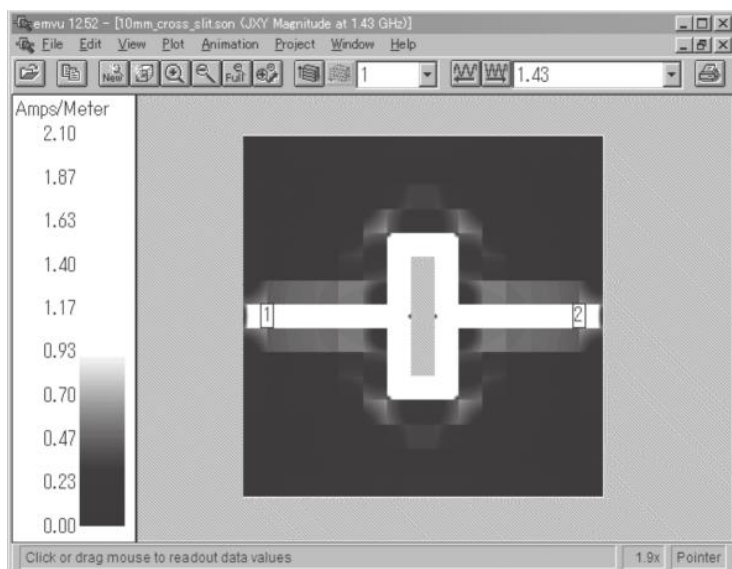 emvu 12.52 - [10mm_cross_slit.son (JXY Magnitude at 1.43 GHz)]
File Edit View Plot Animation Project Window Help
New Full 1 1.43
Amps/Meter
2.10
1.87
1.63
1.40
1.17
0.93
0.70
0.47
0.23
0.00
1 2
Click or drag mouse to readout data values 1.9x Pointer